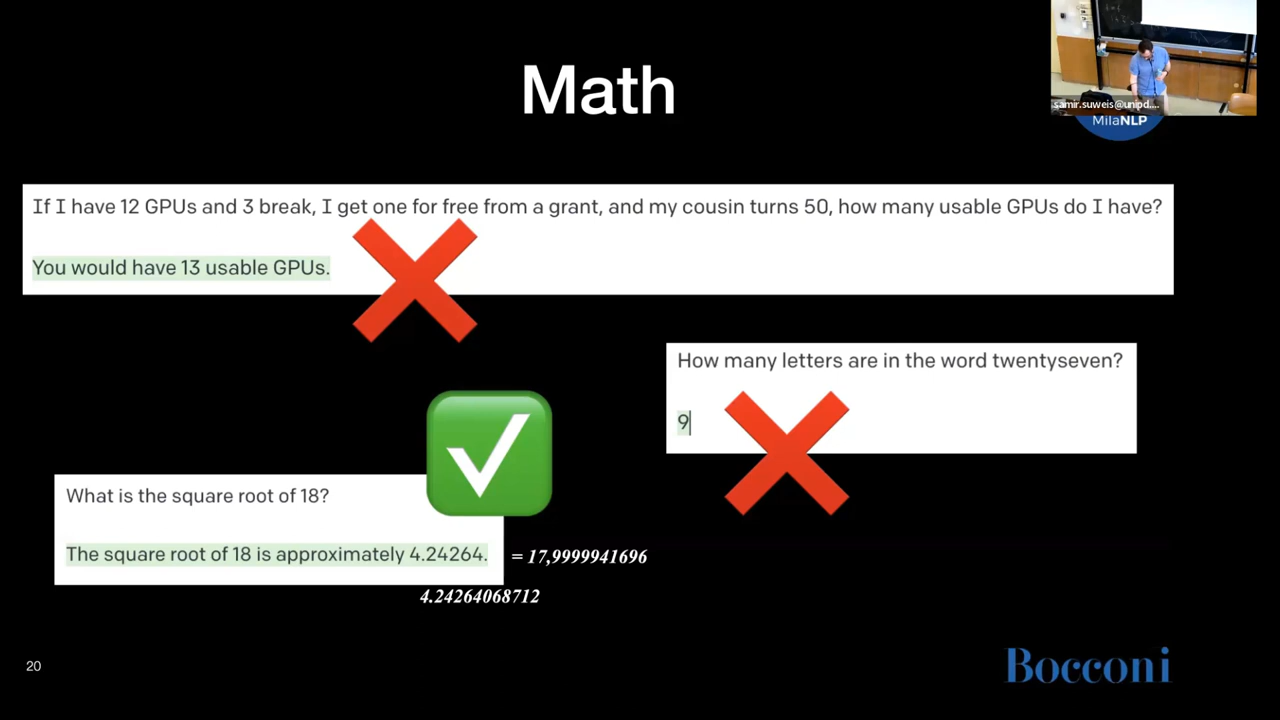 Math
samir.suweis@unipd....
MilaNLP
If I have 12 GPUs and 3 break, I get one for free from a grant, and my cousin turns 50, how many usable GPUs do I have?
You would have 13 usable GPUs.
How many letters are in the word twentyseven?
9
What is the square root of 18?
The square root of 18 is approximately 4.24264.
= 17,9999941696
4.24264068712
20
Bocconi